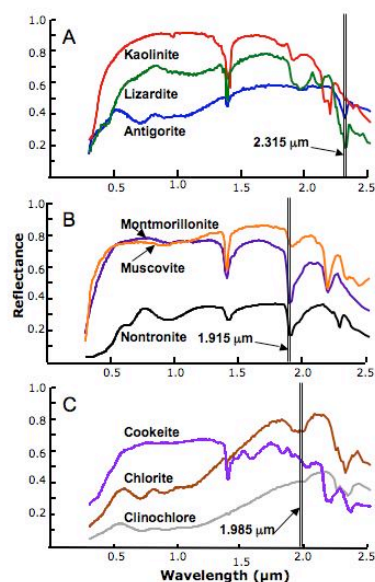 A
1.0
0.8
0.6
0.4
0.2
Kaolinite
Lizardite
Antigorite
2.315 µm
0.5 1.0 1.5 2.0 2.5
B
1.0
0.8
0.6
0.4
0.2
Montmorillonite
Muscovite
Nontronite
1.915 µm
0.5 1.0 1.5 2.0 2.5
Reflectance
C
1.0
0.8
0.6
0.4
0.2
Cookeite
Chlorite
Clinochlore
1.985 µm
0.5 1.0 1.5 2.0 2.5
Wavelength (µm)